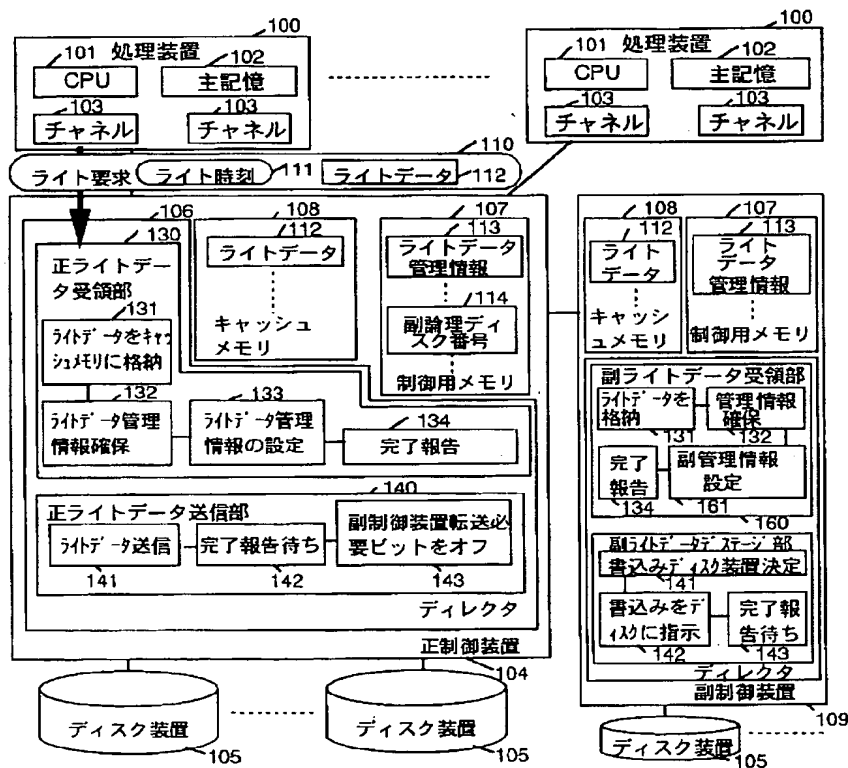 100
101 処理装置 102
CPU 主記憶
103 103
チャネル チャネル
100
101 処理装置 102
CPU 主記憶
103 103
チャネル チャネル
110
ライト要求 ライト時刻 111 ライトデータ 112
106
130
正ライトデー
タ受領部
131
ライトデータをキャッ
シュメモリに格納
132
ライトデータ管理
情報確保
133
ライトデータ管理
情報の設定
134
完了報告
108
112
ライトデータ
キャッシュ
メモリ
107
113
ライトデータ
管理情報
114
副論理ディ
スク番号
制御用メモリ
140
正ライトデータ送信部
ライトデータ送信
141
完了報告待ち
142
副制御装置転送必
要ビットをオフ
143
ディレクタ
正制御装置
104
ディスク装置
105
ディスク装置
105
108
112
ライト
データ
キャッシ
ュメモリ
107
113
ライト
データ
管理情報
制御用メモリ
副ライトデータ受領部
ライトデータを
格納
131
管理情報
確保
132
完了
報告
134
副管理情報
設定
161
160
副ライトデータデステージ部
書込みディスク装置決定
141
書込みをデ
ィスクに指示
142
完了報
告待ち
143
ディレクタ
副制御装置
109
ディスク装置
105